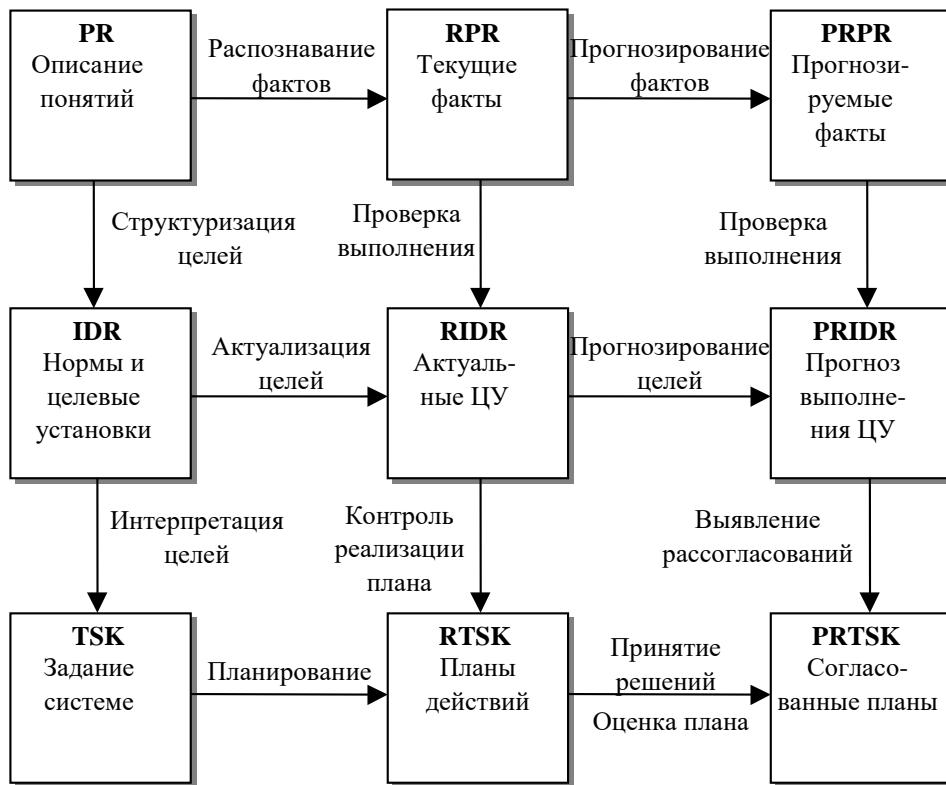 PR
Описание
понятий
Распознавание
фактов
RPR
Текущие
факты
Прогнозирование
фактов
PRPR
Прогнози-
руемые
факты
Структуризация
целей
Проверка
выполнения
Проверка
выполнения
IDR
Нормы и
целевые
установки
Актуализация
целей
RIDR
Актуаль-
ные ЦУ
Прогнозирование
целей
PRIDR
Прогноз
выполне-
ния ЦУ
Интерпретация
целей
Контроль
реализации
плана
Выявление
рассогласований
TSK
Задание
системе
Планирование
RTSK
Планы
действий
Принятие
решений
Оценка плана
PRTSK
Согласо-
ванные планы